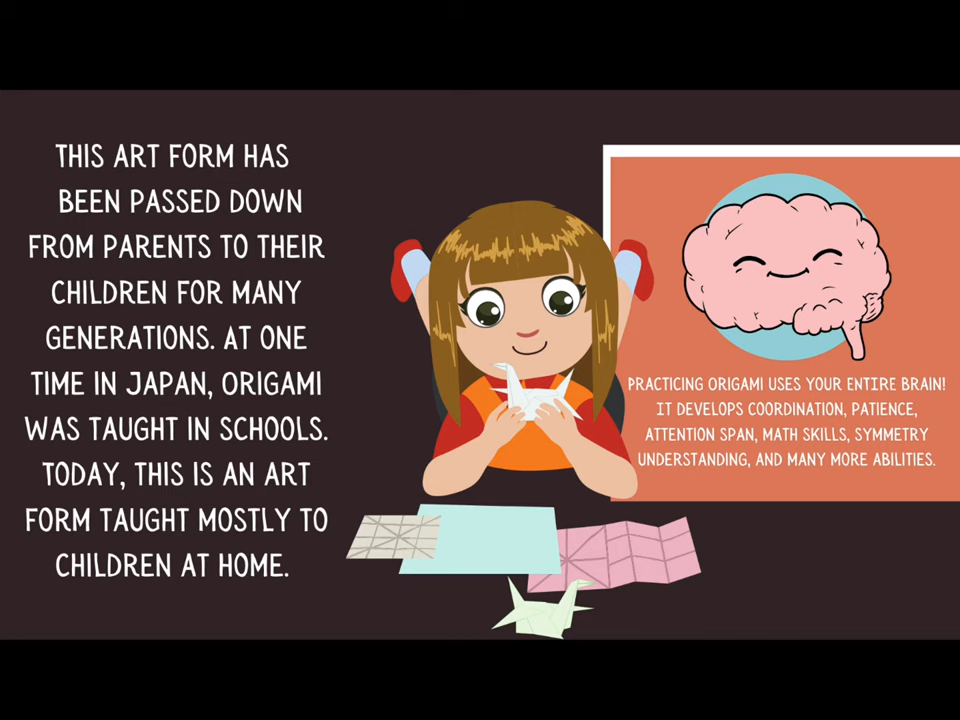 THIS ART FORM HAS
BEEN PASSED DOWN
FROM PARENTS TO THEIR
CHILDREN FOR MANY
GENERATIONS. AT ONE
TIME IN JAPAN, ORIGAMI
WAS TAUGHT IN SCHOOLS.
TODAY, THIS IS AN ART
FORM TAUGHT MOSTLY TO
CHILDREN AT HOME.
PRACTICING ORIGAMI USES YOUR ENTIRE BRAIN!
IT DEVELOPS COORDINATION, PATIENCE,
ATTENTION SPAN, MATH SKILLS, SYMMETRY
UNDERSTANDING, AND MANY MORE ABILITIES.